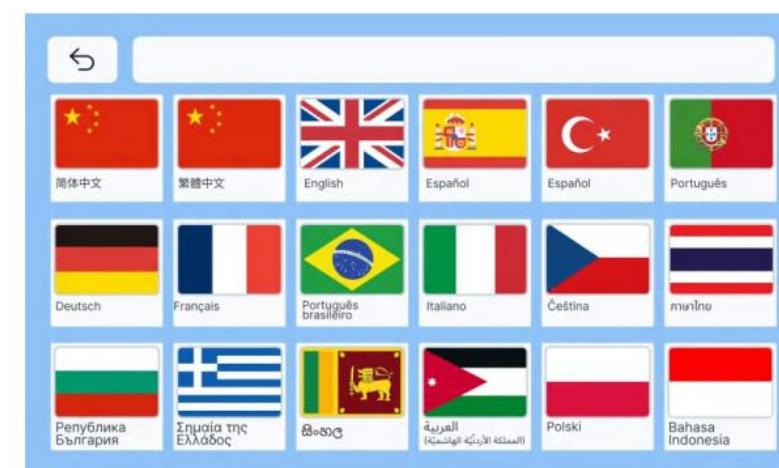 简体中文
繁體中文
English
Español
Español
Português
Deutsch
Français
Português
brasileiro
Italiano
Čeština
ภาษาไทย
Република
България
Σημαία της
Ελλάδος
සිංහල
العربية
(المملكة الأردنيّة الهاشميّة)
Polski
Bahasa
Indonesia